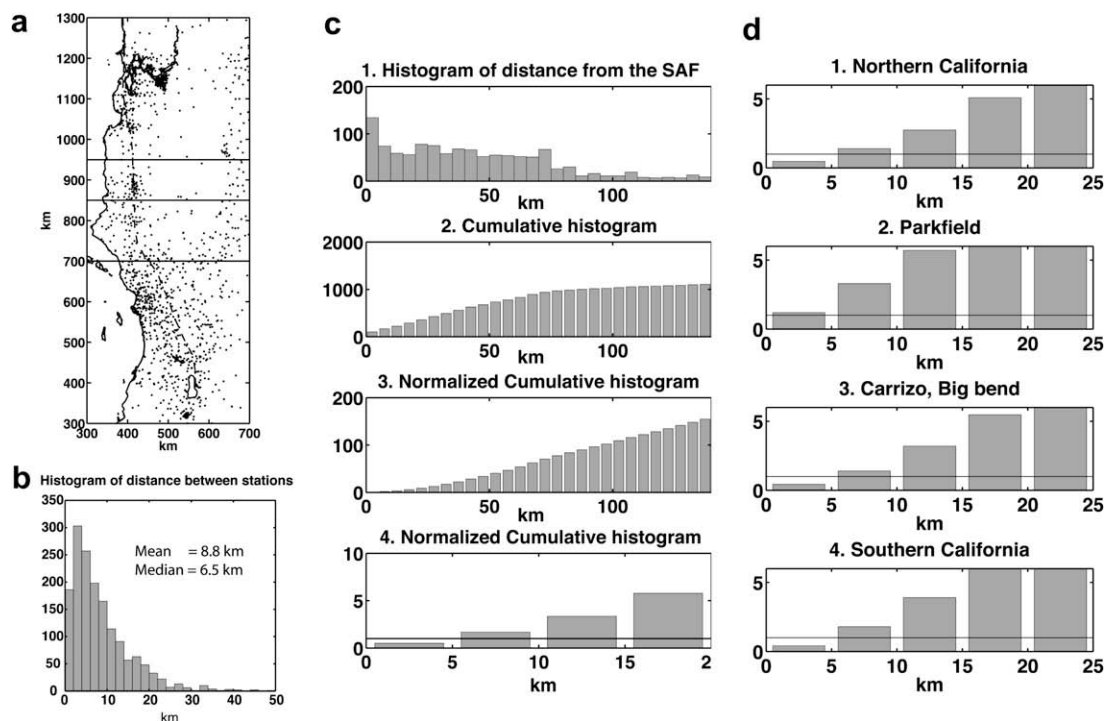 a
1300
1200
1100
1000
900
800
700
600
500
400
300
km
300 400 500 600 700
km
b Histogram of distance between stations
350
300
250
200
150
100
50
0
Mean = 8.8 km
Median = 6.5 km
0 10 20 30 40 50
km
c
1. Histogram of distance from the SAF
200
100
0
0 50 100
km
2. Cumulative histogram
2000
1000
0
0 50 100
km
3. Normalized Cumulative histogram
200
100
0
0 50 100
km
4. Normalized Cumulative histogram
10
5
0
0 5 10 15 2
km
d
1. Northern California
5
0
0 5 10 15 20 25
km
2. Parkfield
5
0
0 5 10 15 20 25
km
3. Carrizo, Big bend
5
0
0 5 10 15 20 25
km
4. Southern California
5
0
0 5 10 15 20 25
km